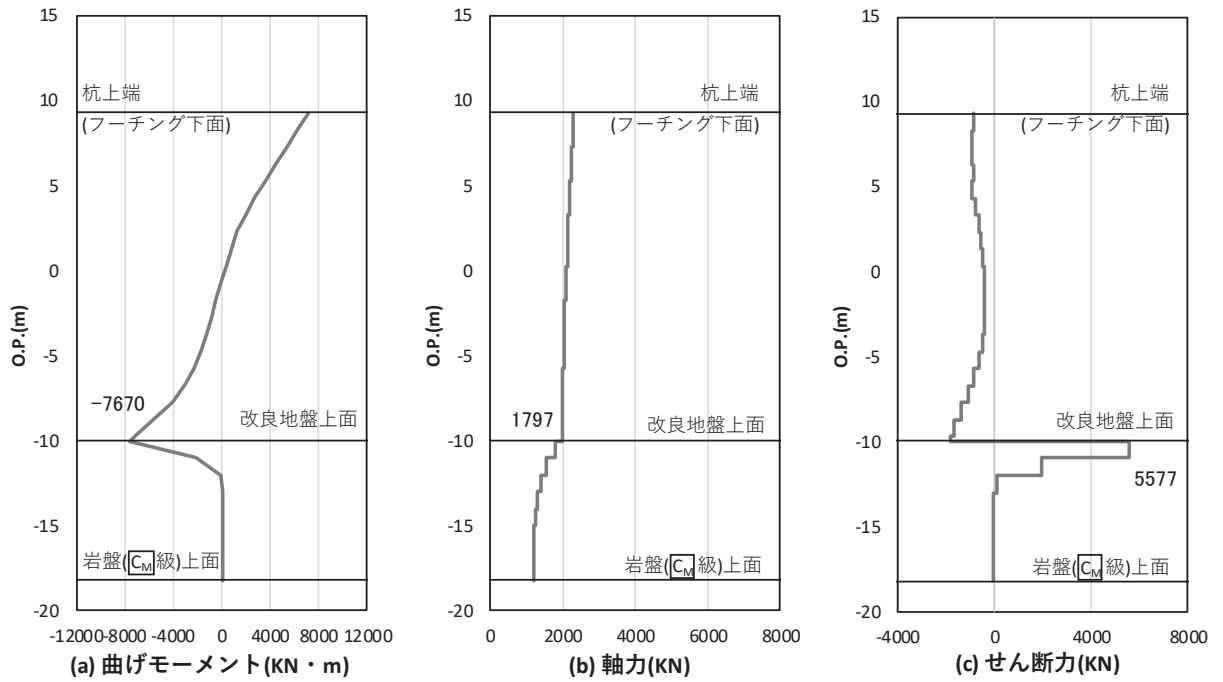 15
10
5
0
-5
-10
-15
-20
O.P.(m)
杭上端
(フーチング下面)
−7670
改良地盤上面
岩盤(CM級)上面
-12000 -8000 -4000 0 4000 8000 12000
(a) 曲げモーメント(KN・m)
15
10
5
0
-5
-10
-15
-20
O.P.(m)
杭上端
(フーチング下面)
1797
改良地盤上面
岩盤(CM級)上面
0 2000 4000 6000 8000
(b) 軸力(KN)
15
10
5
0
-5
-10
-15
-20
O.P.(m)
杭上端
(フーチング下面)
改良地盤上面
5577
岩盤(CM級)上面
-4000 0 4000 8000
(c) せん断力(KN)